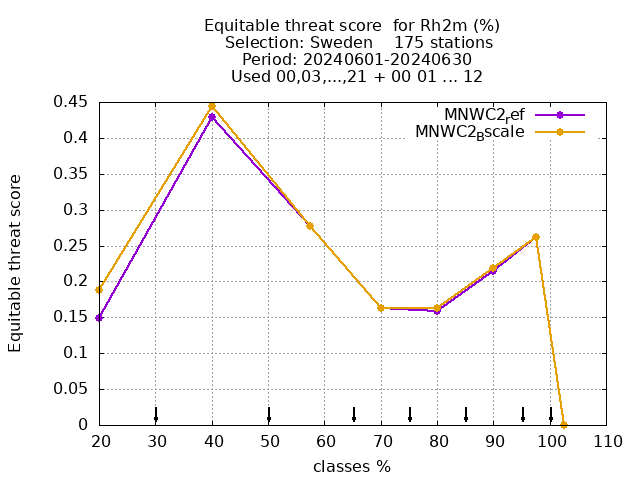 Equitable threat score  for Rh2m (%)
Selection: Sweden    175 stations
Period: 20240601-20240630
Used 00,03,...,21 + 00 01 ... 12
0.45
0.4
0.35
0.3
0.25
0.2
0.15
0.1
0.05
0
Equitable threat score
MNWC2ref
MNWC2Bscale
20 30 40 50 60 70 80 90 100 110
classes %